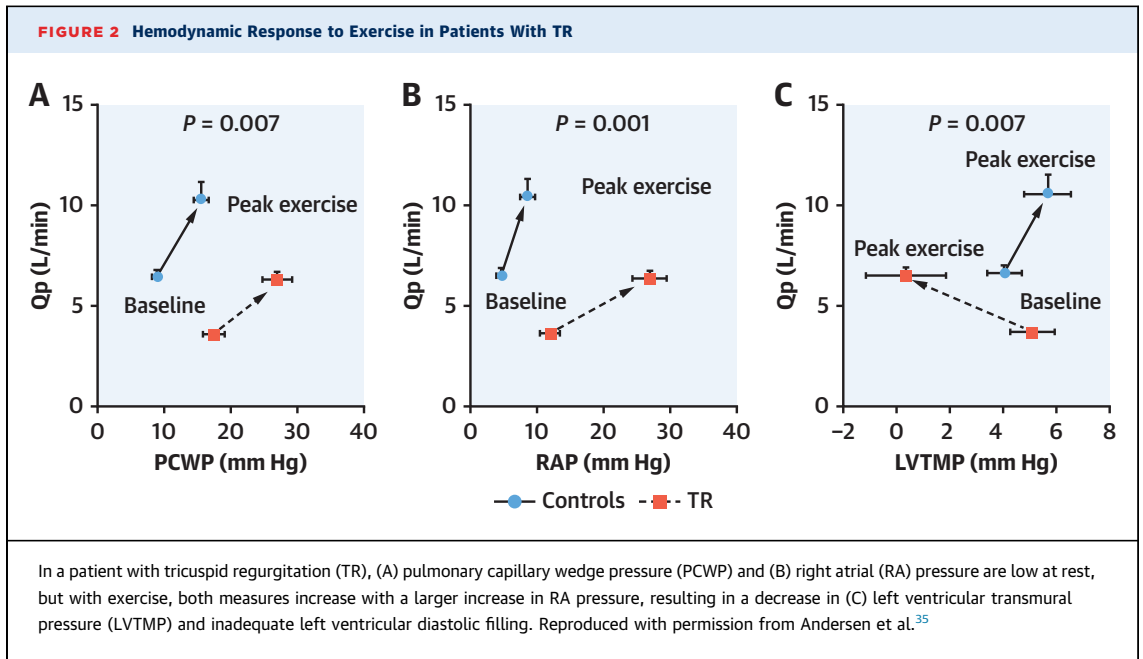 FIGURE 2 Hemodynamic Response to Exercise in Patients With TR
A
15
10
5
0
Qp (L/min)
P = 0.007
Peak exercise
Baseline
0 10 20 30 40
PCWP (mm Hg)
B
15
10
5
0
Qp (L/min)
P = 0.001
Peak exercise
Baseline
0 10 20 30 40
RAP (mm Hg)
C
15
10
5
0
Qp (L/min)
P = 0.007
Peak exercise
Peak exercise
Baseline
−2 0 2 4 6 8
LVTMP (mm Hg)
Controls TR
In a patient with tricuspid regurgitation (TR), (A) pulmonary capillary wedge pressure (PCWP) and (B) right atrial (RA) pressure are low at rest,
but with exercise, both measures increase with a larger increase in RA pressure, resulting in a decrease in (C) left ventricular transmural
pressure (LVTMP) and inadequate left ventricular diastolic filling. Reproduced with permission from Andersen et al.35